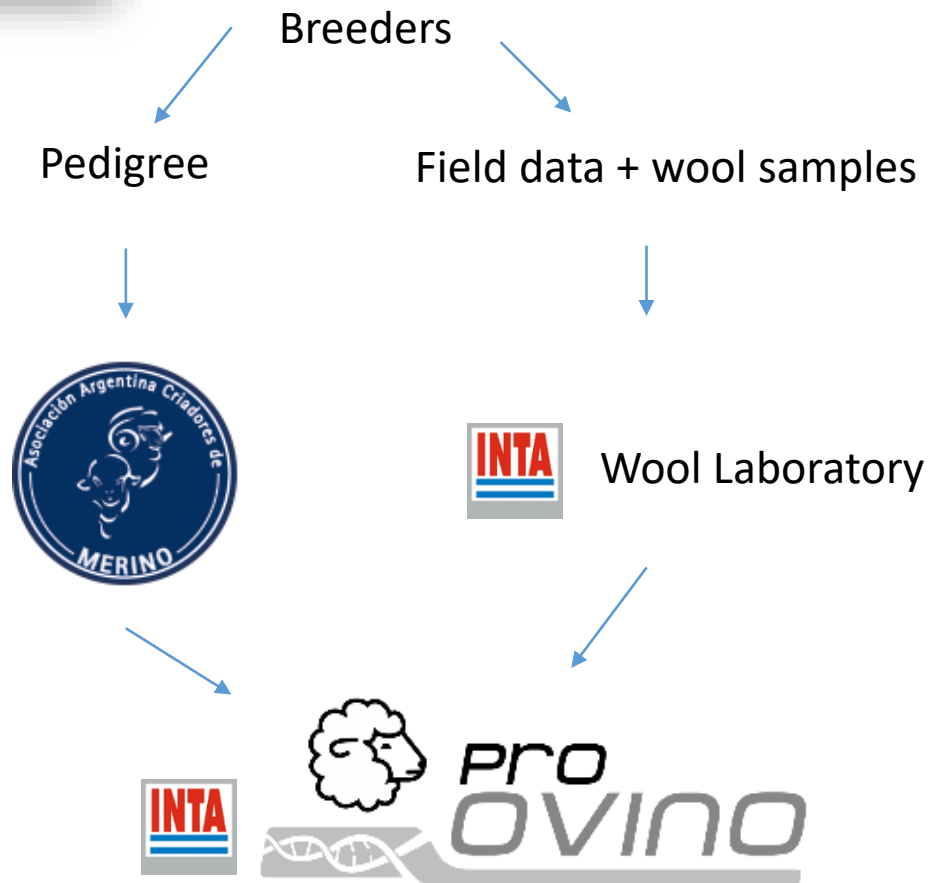 Breeders
Pedigree
Field data + wool samples
Asociación Argentina Criadores de
MERINO
INTA
Wool Laboratory
INTA
pro
OVINO